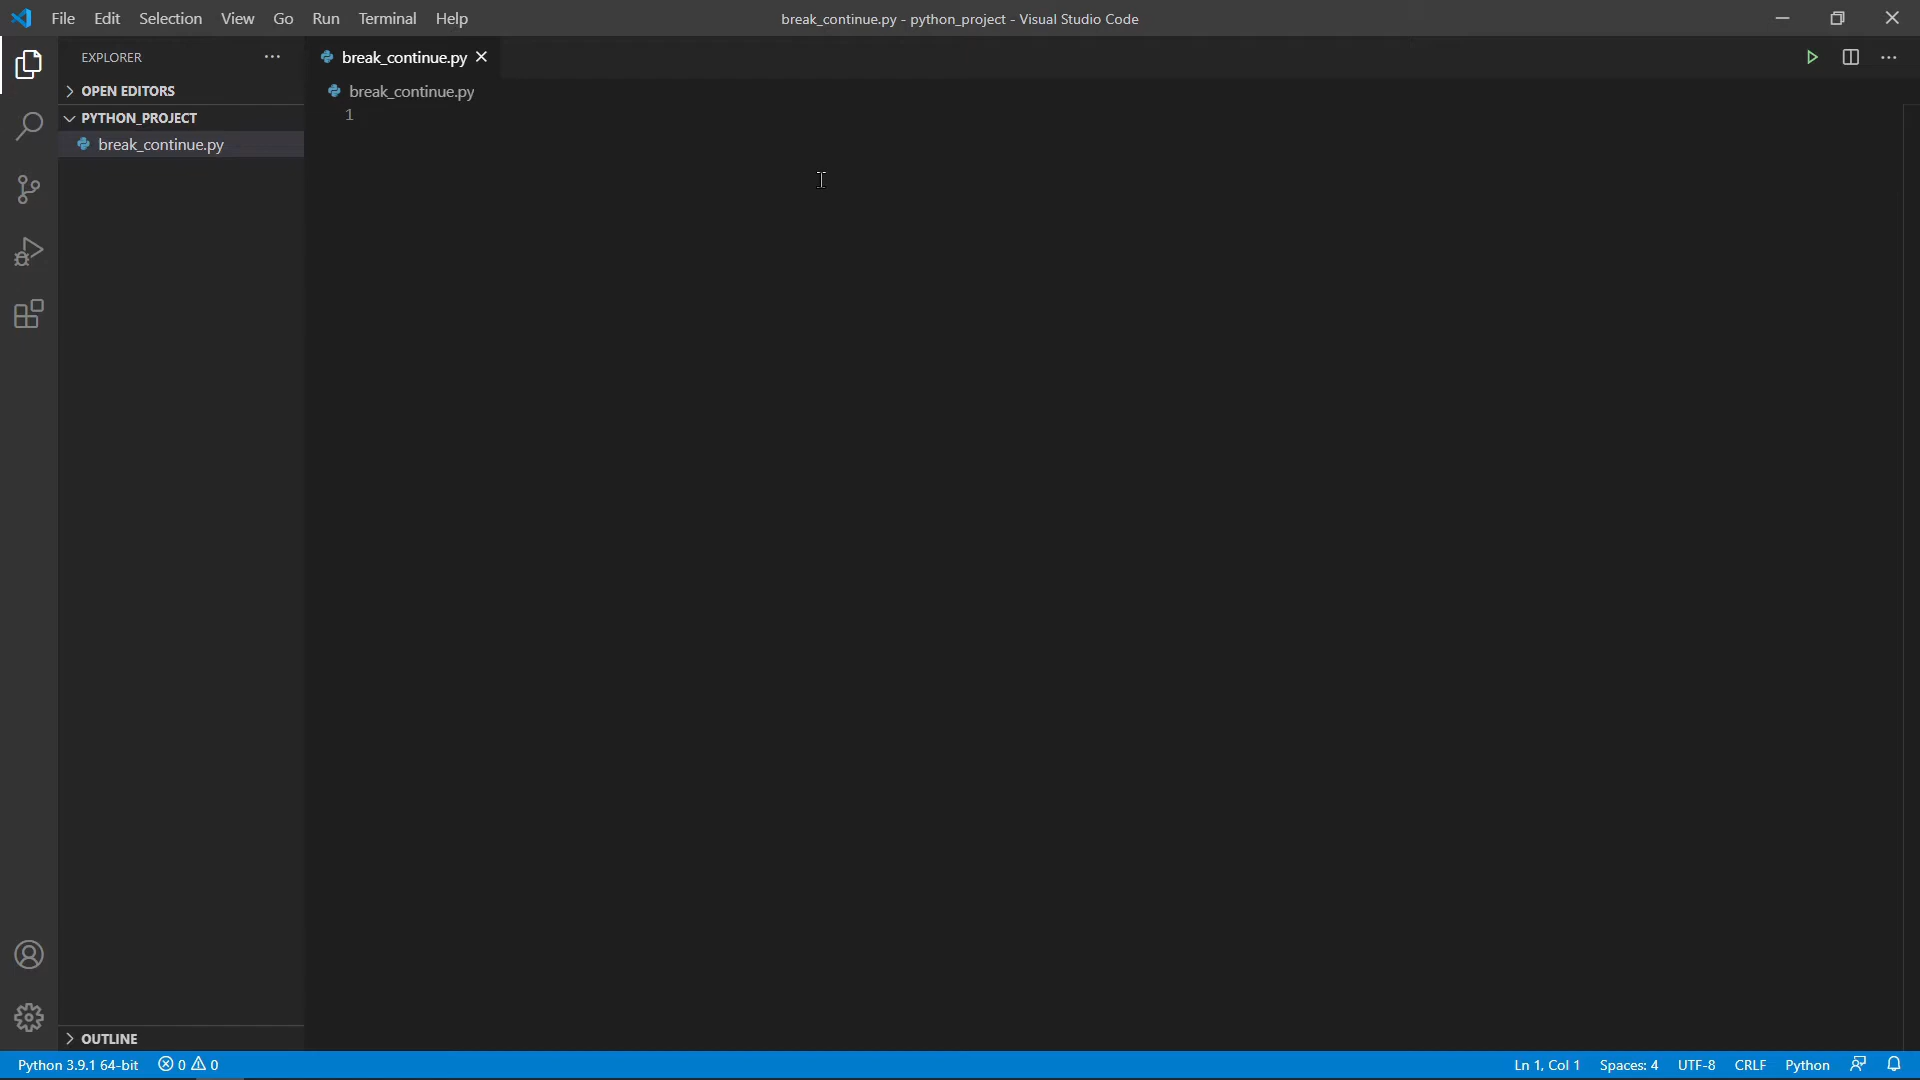 File Edit Selection View Go Run Terminal Help
break_continue.py - python_project - Visual Studio Code
EXPLORER
break_continue.py
OPEN EDITORS
break_continue.py
PYTHON_PROJECT
1
break_continue.py
OUTLINE
Python 3.9.1 64-bit 0 0
Ln 1, Col 1 Spaces: 4 UTF-8 CRLF Python